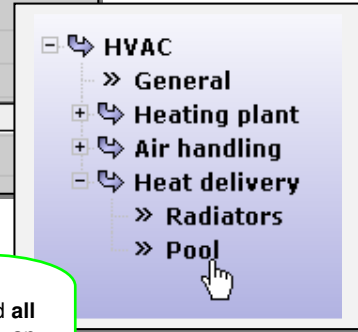 HVAC
» General
Heating plant
Air handling
Heat delivery
» Radiators
» Pool
all